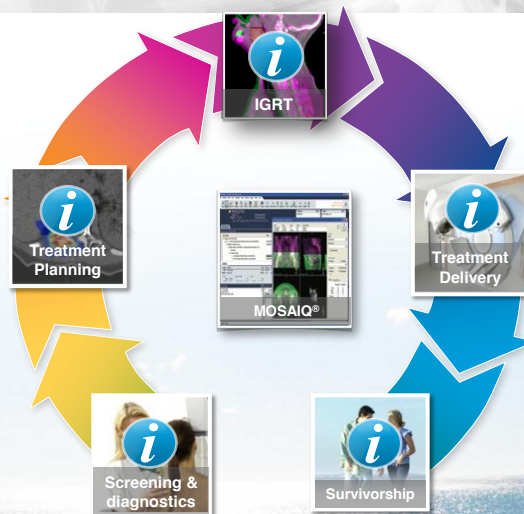 IGRT
Treatment
Planning
MOSAIQ®
Treatment
Delivery
Screening &
diagnostics
Survivorship